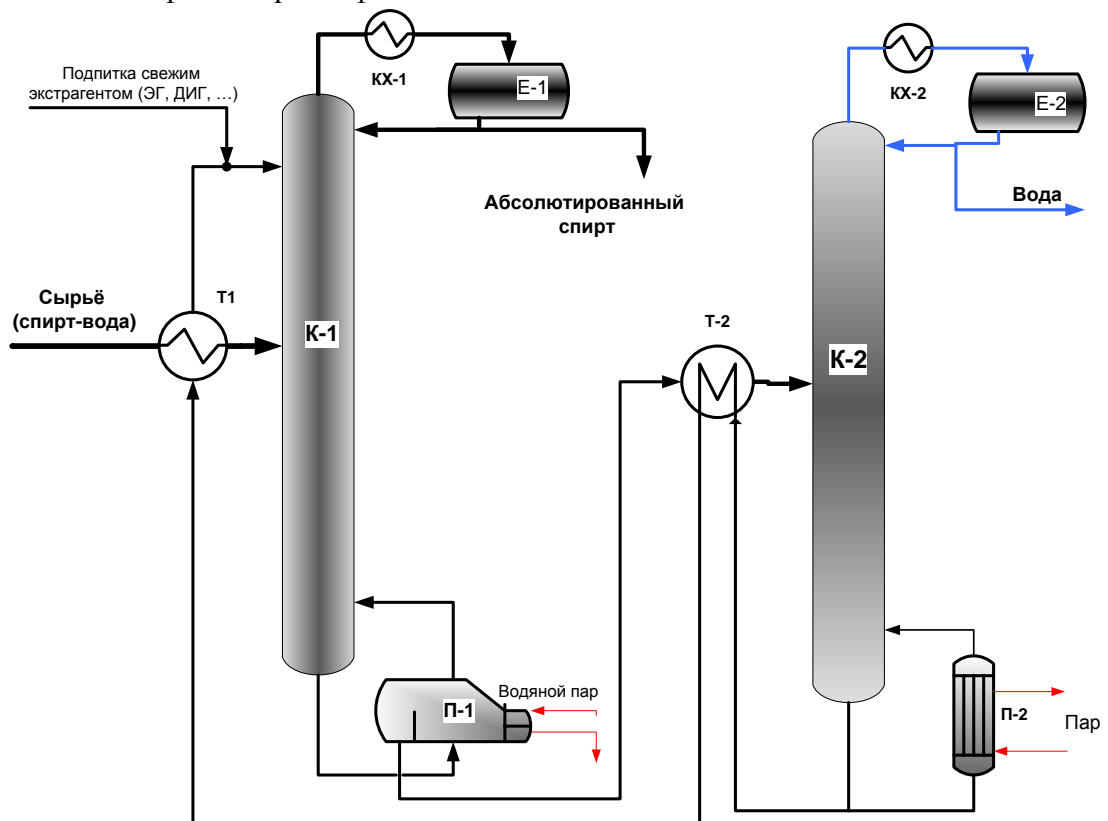 КХ-1
Е-1
КХ-2
Е-2
Подпитка свежим
экстрагентом (ЭГ, ДИГ, …)
Абсолютированный
спирт
Вода
Сырьё
(спирт-вода)
Т1
К-1
Т-2
К-2
Водяной пар
П-1
П-2
Пар